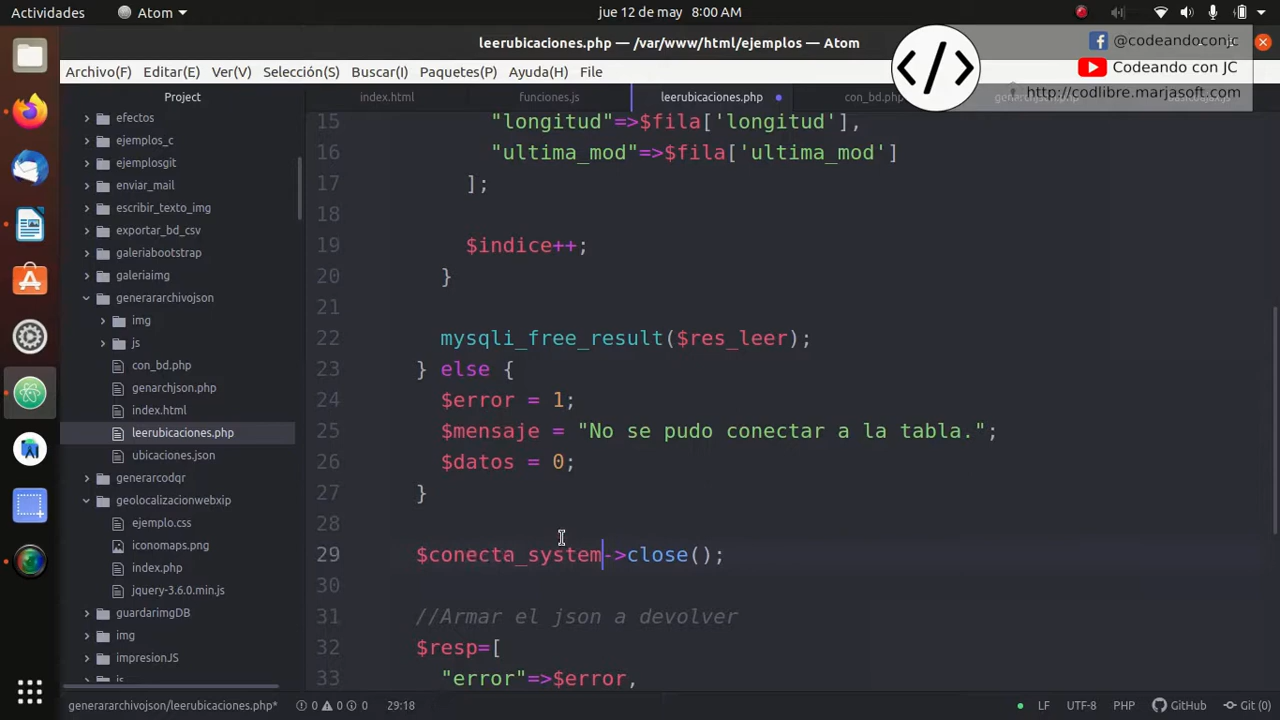 Actividades Atom jue 12 de may 8:00 AM
leerubicaciones.php — /var/www/html/ejemplos — Atom
@codeandoconjc
Archivo(F) Editar(E) Ver(V) Selección(S) Buscar(I) Paquetes(P) Ayuda(H) File
Codeando con JC
http://codlibre.marjasoft.com
Project
index.html funciones.js leerubicaciones.php con_bd.php
efectos
ejemplos_c
ejemplosgit
enviar_mail
escribir_texto_img
exportar_bd_csv
galeriabootstrap
galeriaimg
generararchivojson
img
js
con_bd.php
genarchjson.php
index.html
leerubicaciones.php
ubicaciones.json
generarcodqr
geolocalizacionwebxip
ejemplo.css
iconomaps.png
index.php
jquery-3.6.0.min.js
guardarimgDB
img
impresionJS
15 "longitud"=>$fila['longitud'],
16 "ultima_mod"=>$fila['ultima_mod']
17 ];
18
19 $indice++;
20 }
21
22 mysqli_free_result($res_leer);
23 } else {
24 $error = 1;
25 $mensaje = "No se pudo conectar a la tabla.";
26 $datos = 0;
27 }
28
29 $conecta_system->close();
30
31 //Armar el json a devolver
32 $resp=[
33 "error"=>$error,
generararchivojson/leerubicaciones.php* 0 0 0 29:18 LF UTF-8 PHP GitHub Git (0)